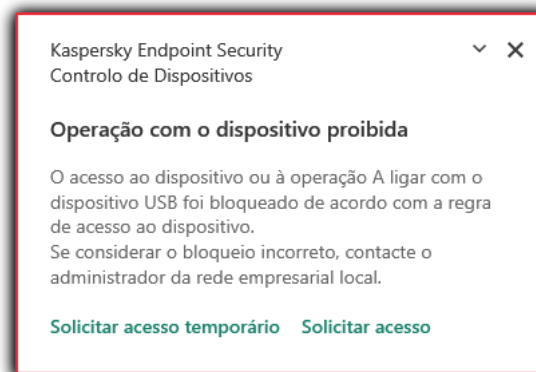 Kaspersky Endpoint Security
Controlo de Dispositivos
Operação com o dispositivo proibida
O acesso ao dispositivo ou à operação A ligar com o
dispositivo USB foi bloqueado de acordo com a regra
de acesso ao dispositivo.
Se considerar o bloqueio incorreto, contacte o
administrador da rede empresarial local.
Solicitar acesso temporário Solicitar acesso